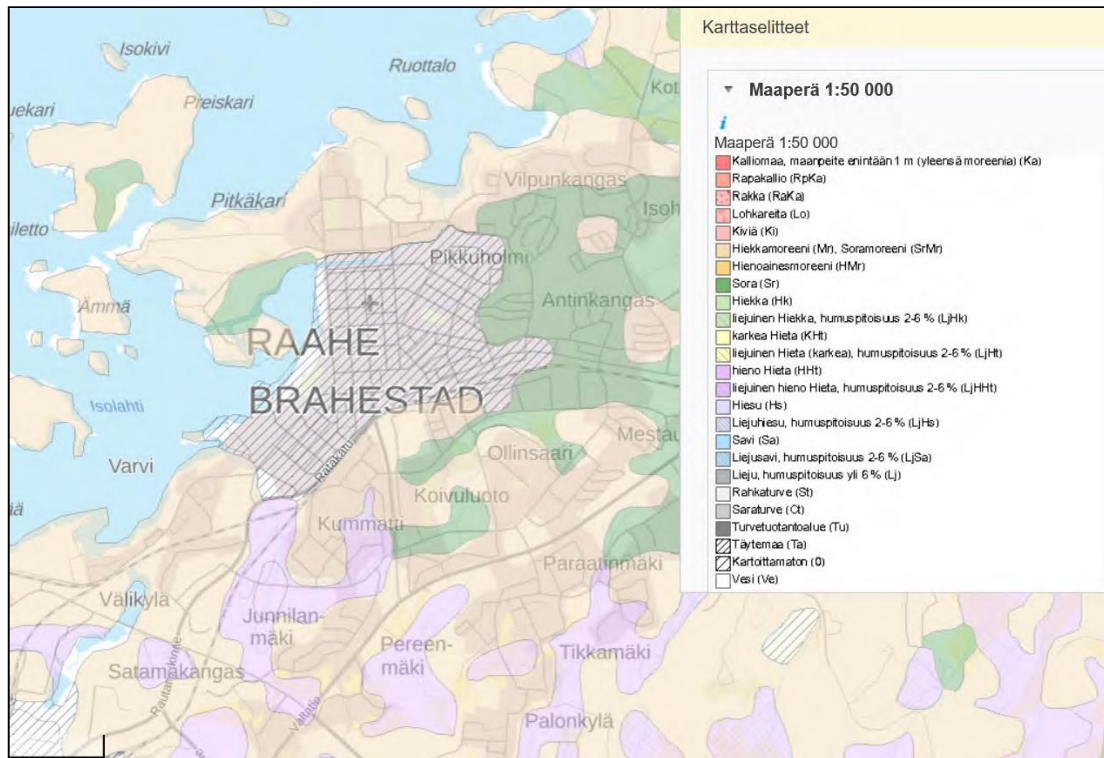 Karttaselitteet
Maaperä 1:50 000
i
Maaperä 1:50 000
Kalliomaa, maanpeite enintään 1 m (yleensä moreenia) (Ka)
Rapakallio (RpKa)
Rakka (RaKa)
Lohkareita (Lo)
Kiviä (Ki)
Hiekkamoreeni (Mr), Soramoreeni (SrMr)
Hienoainesmoreeni (HMr)
Sora (Sr)
Hiekka (Hk)
liejuinen Hiekka, humuspitoisuus 2-6 % (LjHk)
karkea Hieta (KHt)
liejuinen Hieta (karkea), humuspitoisuus 2-6 % (LjHt)
hieno Hieta (HHt)
liejuinen hieno Hieta, humuspitoisuus 2-6 % (LjHHt)
Hiesu (Hs)
Liejuhiesu, humuspitoisuus 2-6 % (LjHs)
Savi (Sa)
Liejusavi, humuspitoisuus 2-6 % (LjSa)
Lieju, humuspitoisuus yli 6 % (Lj)
Rahkaturve (St)
Saraturve (Ct)
Turvetuotantoalue (Tu)
Täytemaa (Ta)
Kartoittamaton (0)
Vesi (Ve)
Isokivi
Ruottalo
Kot
uekari
Preiskari
Vilpunkangas
Pitkäkari
Isoh
iletto
Pikkuholmi
Ämmä
Antinkangas
RAAHE
BRAHESTAD
Isolahti
Mestau
Ollinsaari
Varvi
Ratakatu
Koivuluoto
ää
Kummatti
Paraatinmäki
Välikylä
Junnilan-
mäki
Pereen-
mäki
Tikkamäki
Satamakangas
Valtatie
Palonkylä